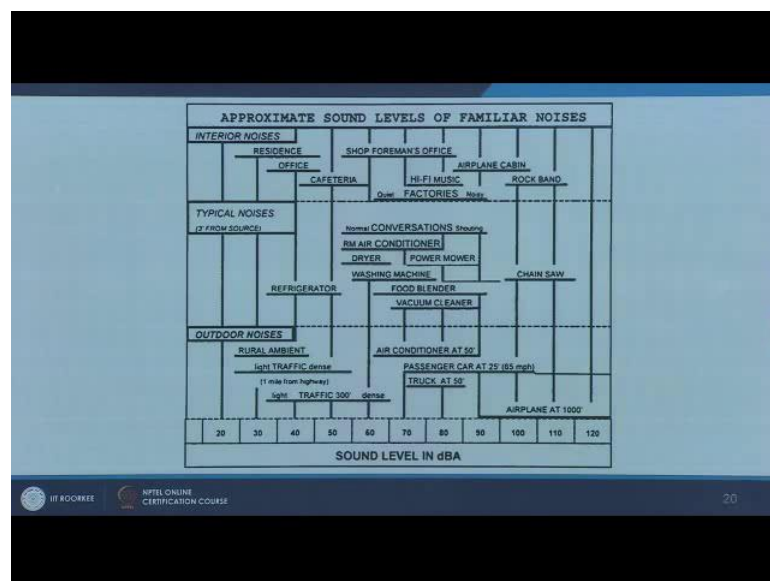 APPROXIMATE SOUND LEVELS OF FAMILIAR NOISES
INTERIOR NOISES
RESIDENCE
SHOP FOREMAN'S OFFICE
OFFICE
AIRPLANE CABIN
CAFETERIA
HI-FI MUSIC
ROCK BAND
Quiet FACTORIES Noisy
TYPICAL NOISES
(3' FROM SOURCE)
Normal CONVERSATIONS Shouting
RM AIR CONDITIONER
DRYER
POWER MOWER
WASHING MACHINE
CHAIN SAW
REFRIGERATOR
FOOD BLENDER
VACUUM CLEANER
OUTDOOR NOISES
RURAL AMBIENT
AIR CONDITIONER AT 50'
light TRAFFIC dense
PASSENGER CAR AT 25' (65 mph)
(1 mile from highway)
TRUCK AT 50'
light TRAFFIC 300' dense
AIRPLANE AT 1000'
20 30 40 50 60 70 80 90 100 110 120
SOUND LEVEL IN dBA
IIT ROORKEE
NPTEL ONLINE
CERTIFICATION COURSE
20